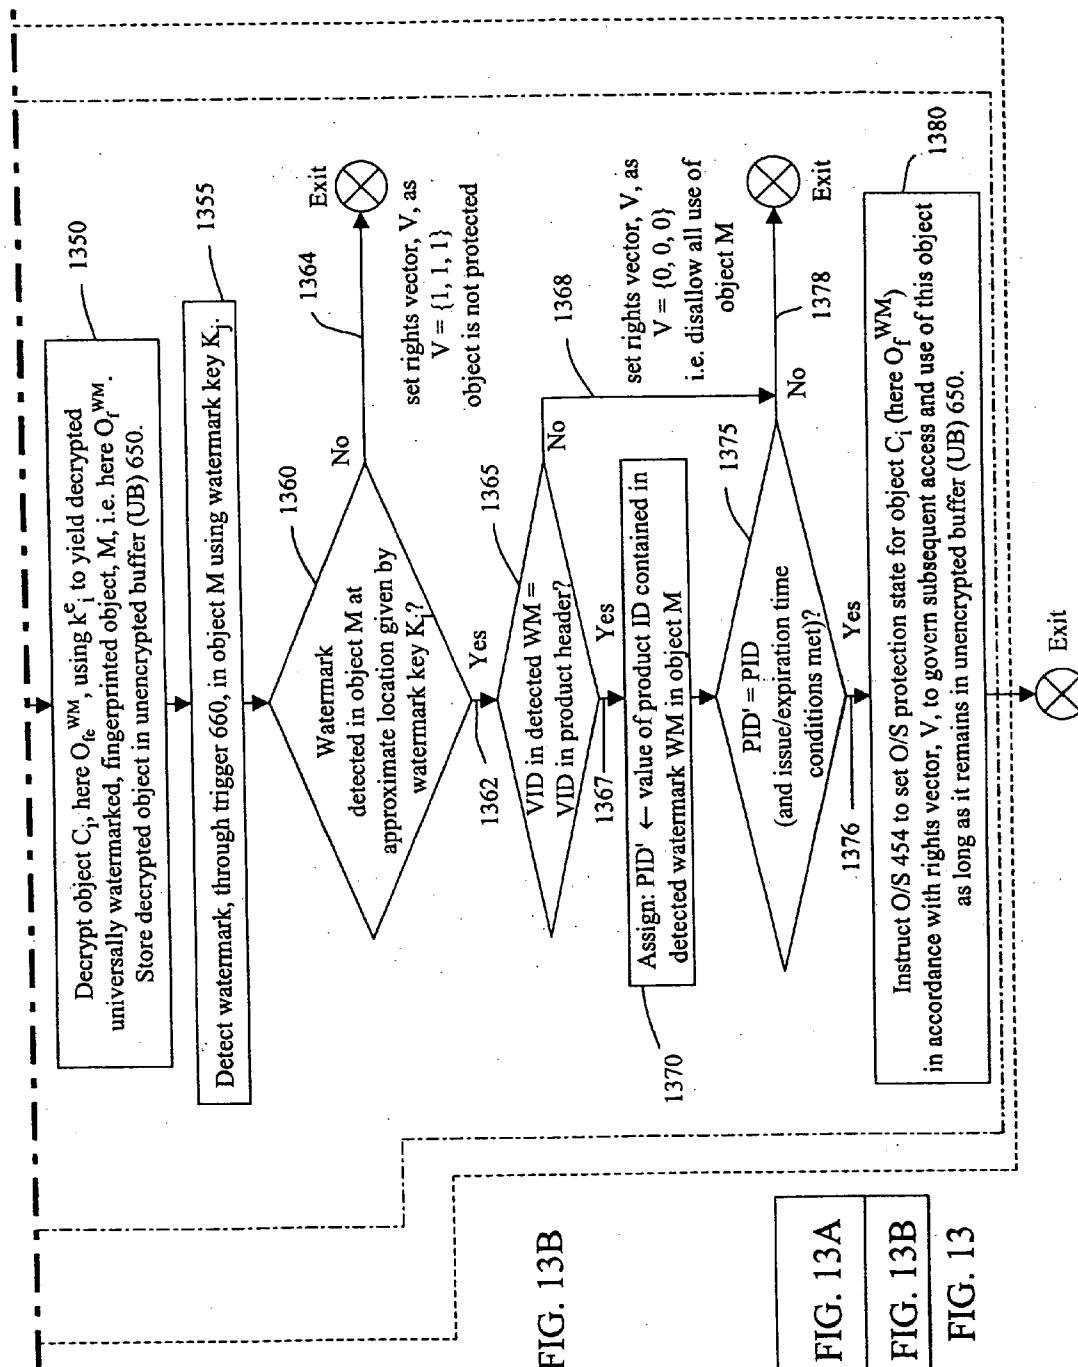 Decrypt object Ci, here Ofe^WM, using k^e_i to yield decrypted
universally watermarked, fingerprinted object, M, i.e. here Of^WM.
Store decrypted object in unencrypted buffer (UB) 650.
1350
Detect watermark, through trigger 660, in object M using watermark key Kj.
1355
Watermark
detected in object M at
approximate location given by
watermark key Kj?
1360
No
1364
Exit
set rights vector, V, as
V = {1, 1, 1}
object is not protected
Yes
1362
VID in detected WM =
VID in product header?
1365
No
1368
Yes
1367
Assign: PID' ← value of product ID contained in
detected watermark WM in object M
1370
set rights vector, V, as
V = {0, 0, 0}
i.e. disallow all use of
object M
PID' = PID
(and issue/expiration time
conditions met)?
1375
No
1378
Exit
Yes
1376
Instruct O/S 454 to set O/S protection state for object Ci (here Of^WM)
in accordance with rights vector, V, to govern subsequent access and use of this object
as long as it remains in unencrypted buffer (UB) 650.
1380
Exit
FIG. 13B
FIG. 13A
FIG. 13B
FIG. 13